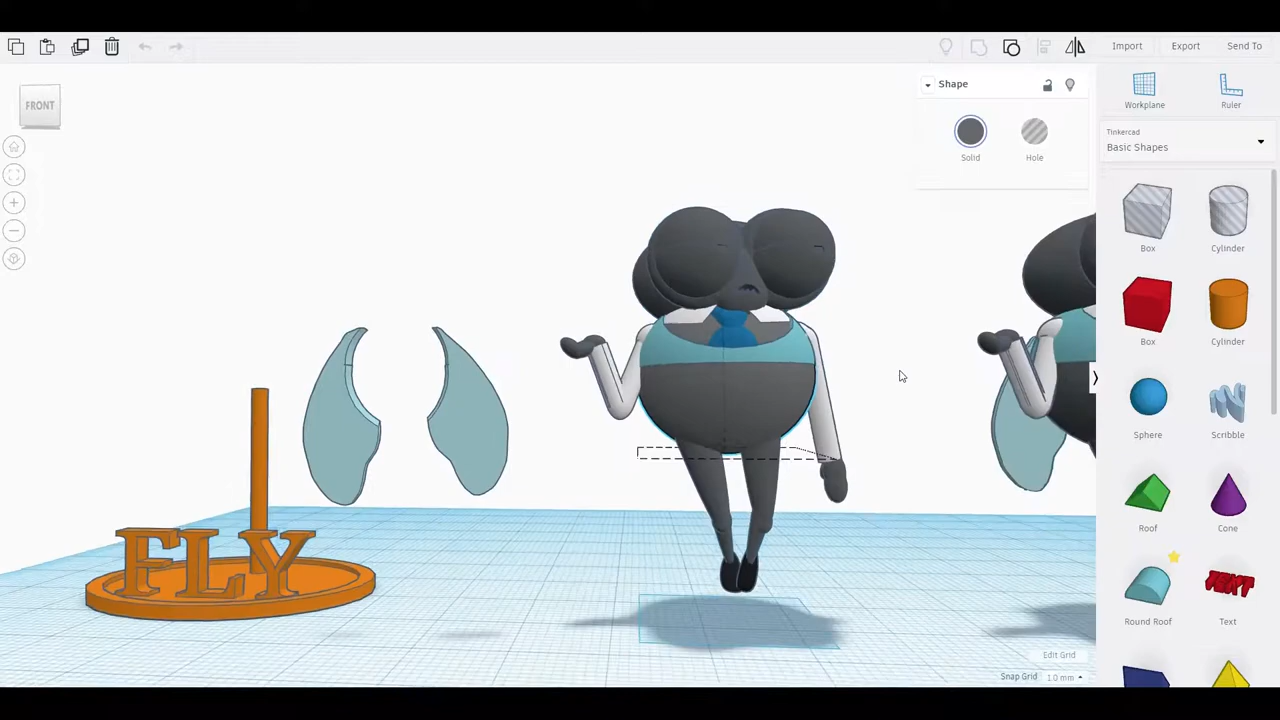 Import
Export
Send To
FRONT
Shape
Solid
Hole
Workplane
Ruler
Tinkercad
Basic Shapes
Box
Cylinder
Box
Cylinder
Sphere
Scribble
Roof
Cone
Round Roof
Text
TEXT
FLY
Edit Grid
Snap Grid 1.0 mm